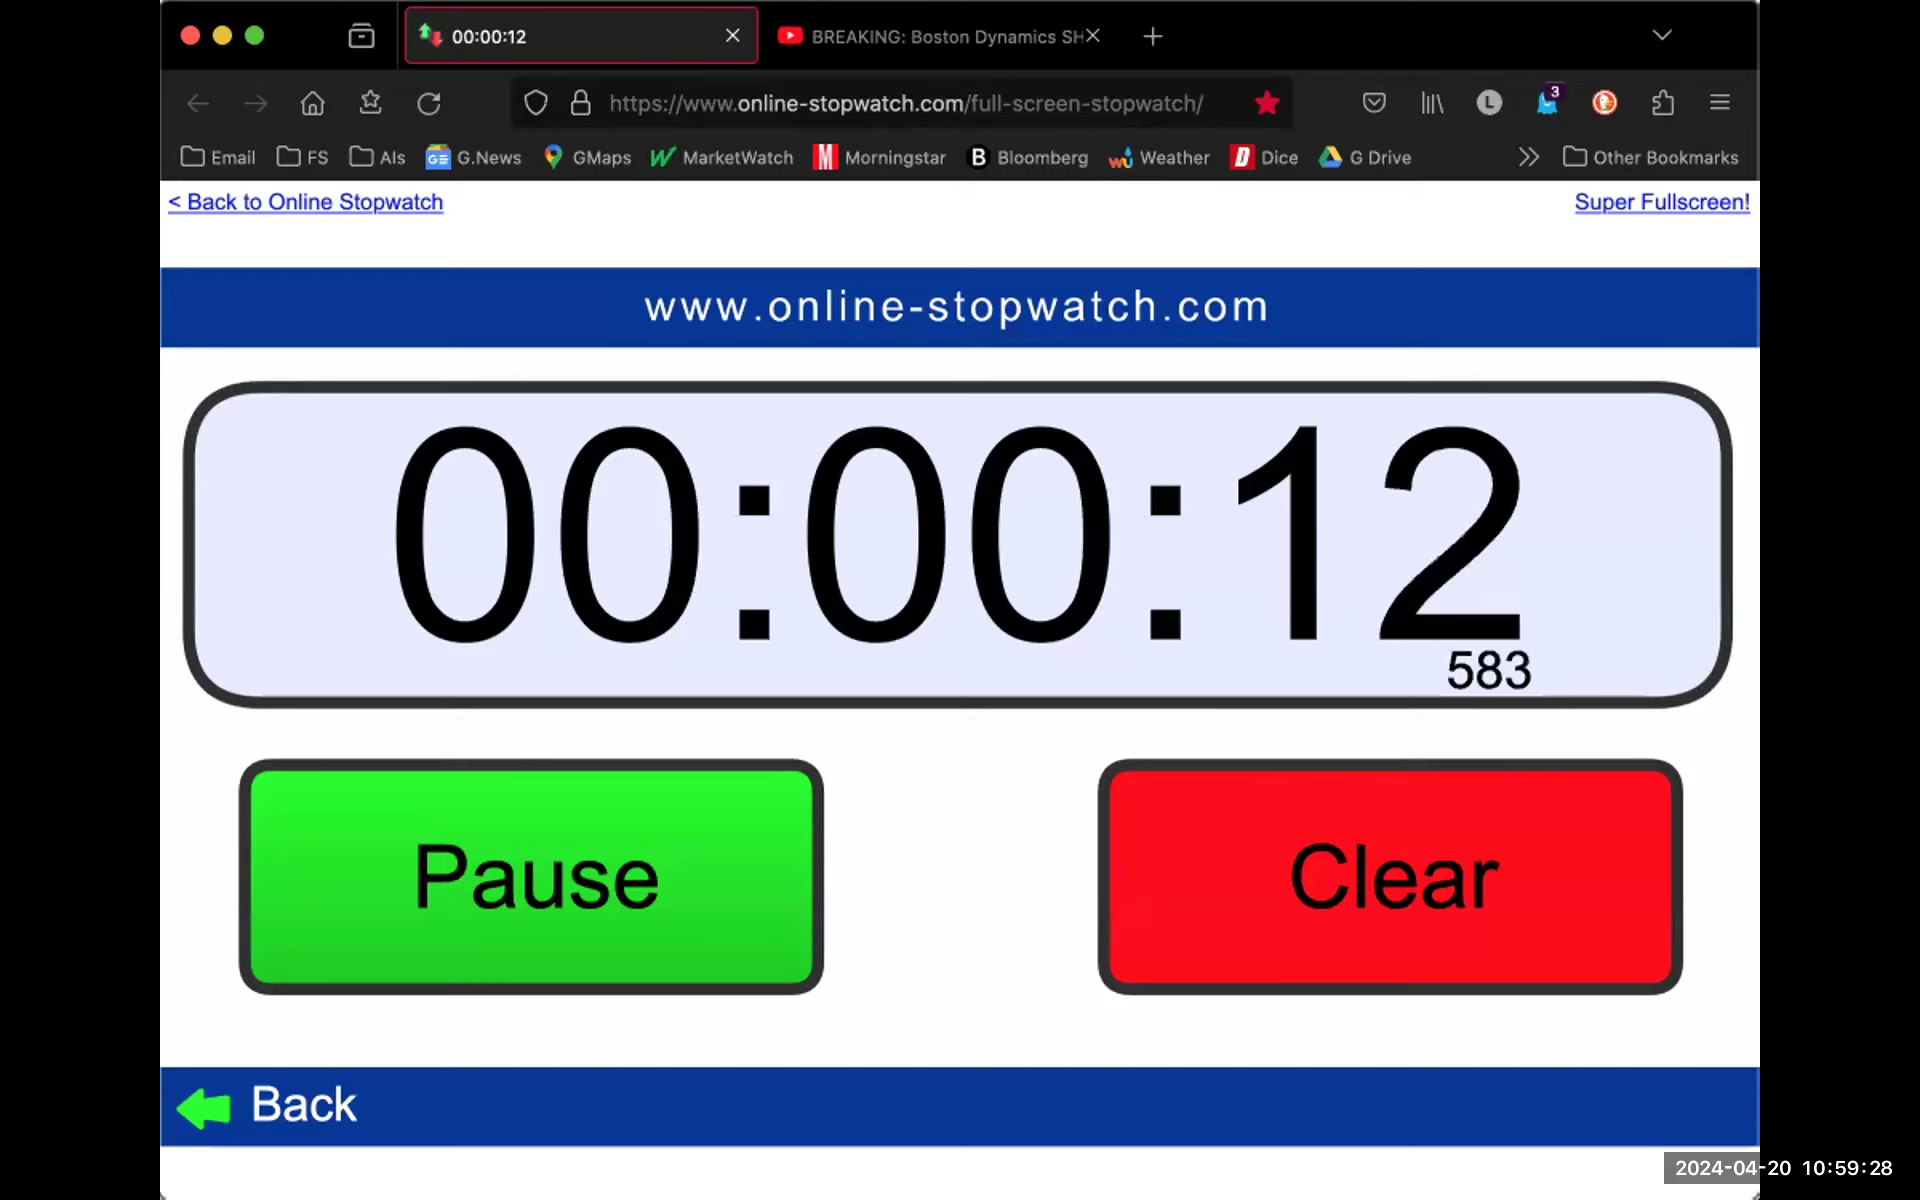 00:00:12
BREAKING: Boston Dynamics SH
https://www.online-stopwatch.com/full-screen-stopwatch/
L
3
Email FS AIs G.News GMaps MarketWatch Morningstar Bloomberg Weather Dice G Drive Other Bookmarks
< Back to Online Stopwatch
Super Fullscreen!
www.online-stopwatch.com
00:00:12
583
Pause
Clear
Back
2024-04-20 10:59:28